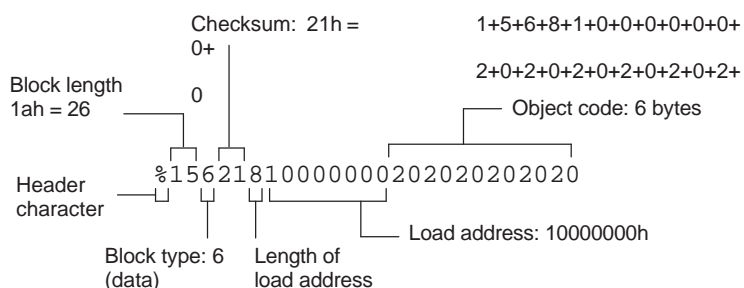 Checksum: 21h = 1+5+6+8+1+0+0+0+0+0+0+
0+
2+0+2+0+2+0+2+0+2+0+2+
0
Block length
1ah = 26
Object code: 6 bytes
%1562181000000020202020202020
Header
character
Load address: 10000000h
Block type: 6
(data)
Length of
load address